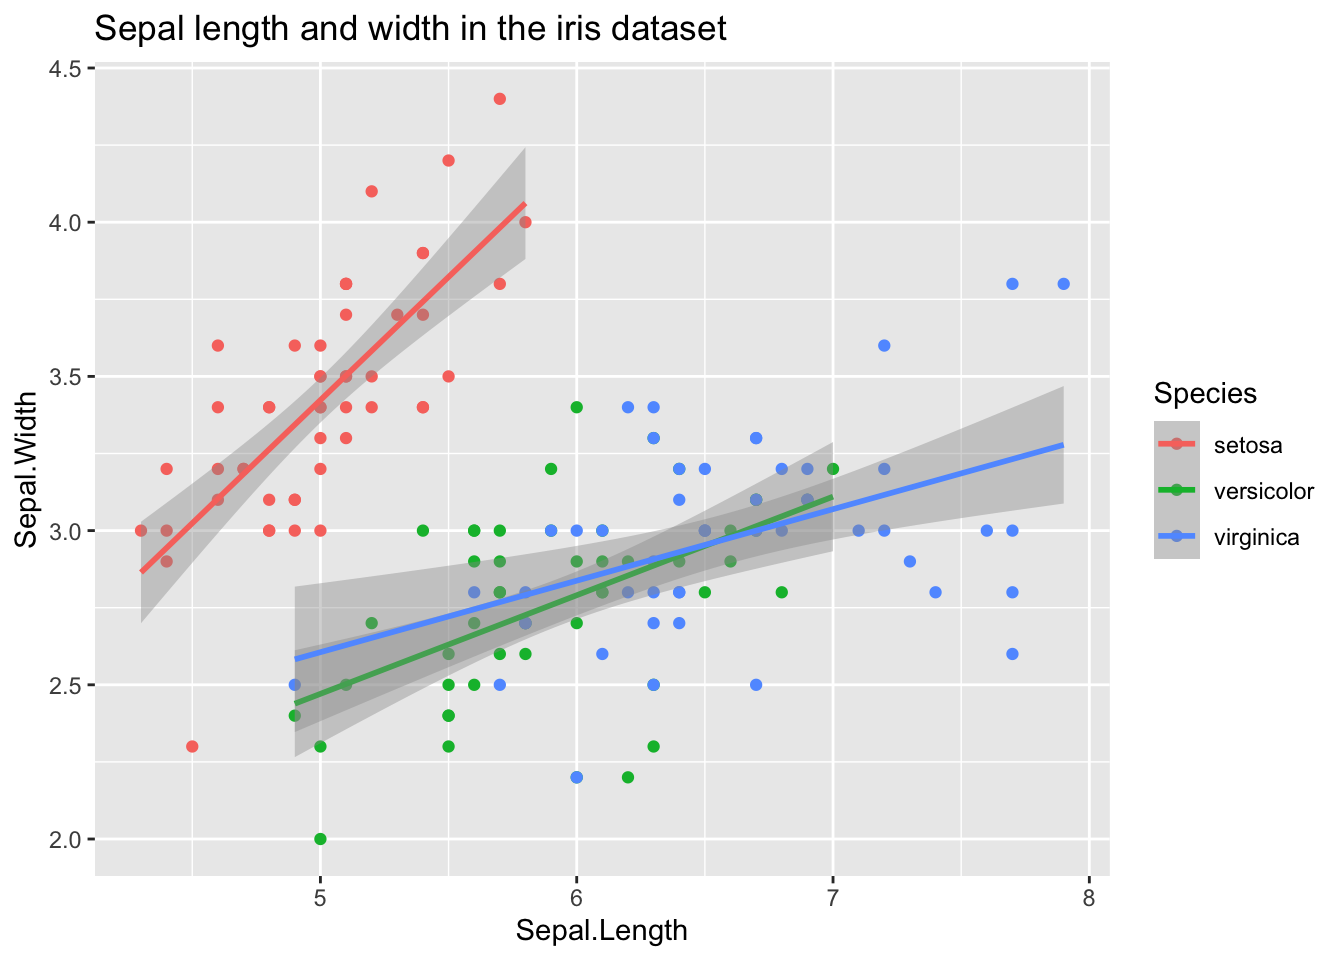 Sepal length and width in the iris dataset
4.5
4.0
3.5
3.0
2.5
2.0
Sepal.Width
5 6 7 8
Sepal.Length
Species
setosa
versicolor
virginica